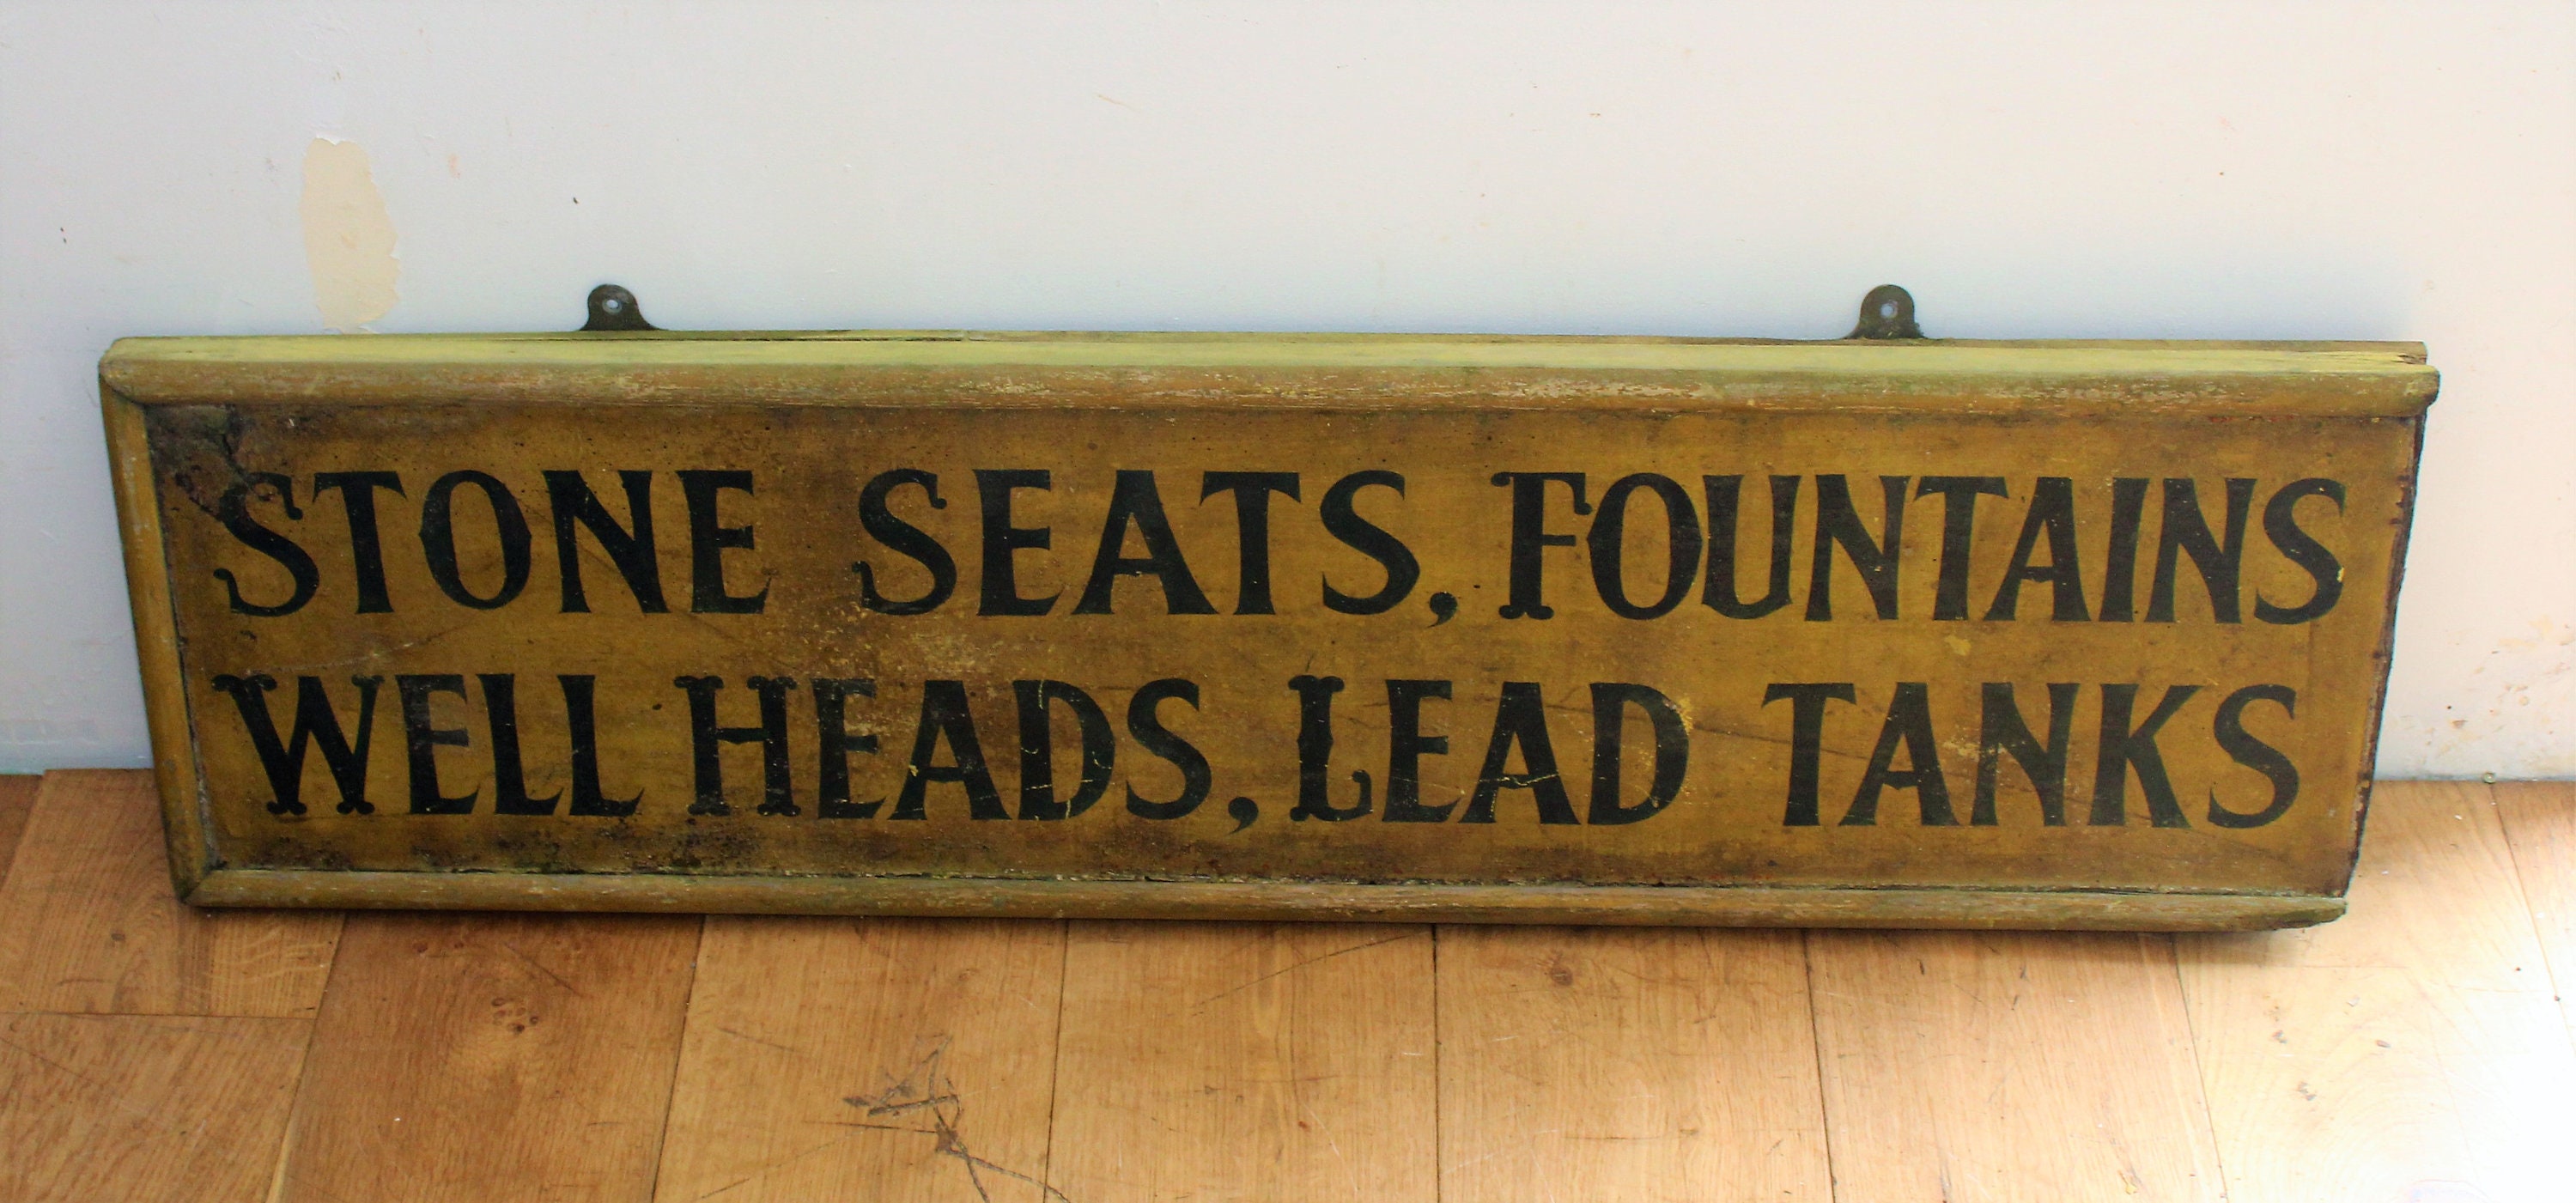 STONE SEATS, FOUNTAINS
WELL HEADS, LEAD TANKS